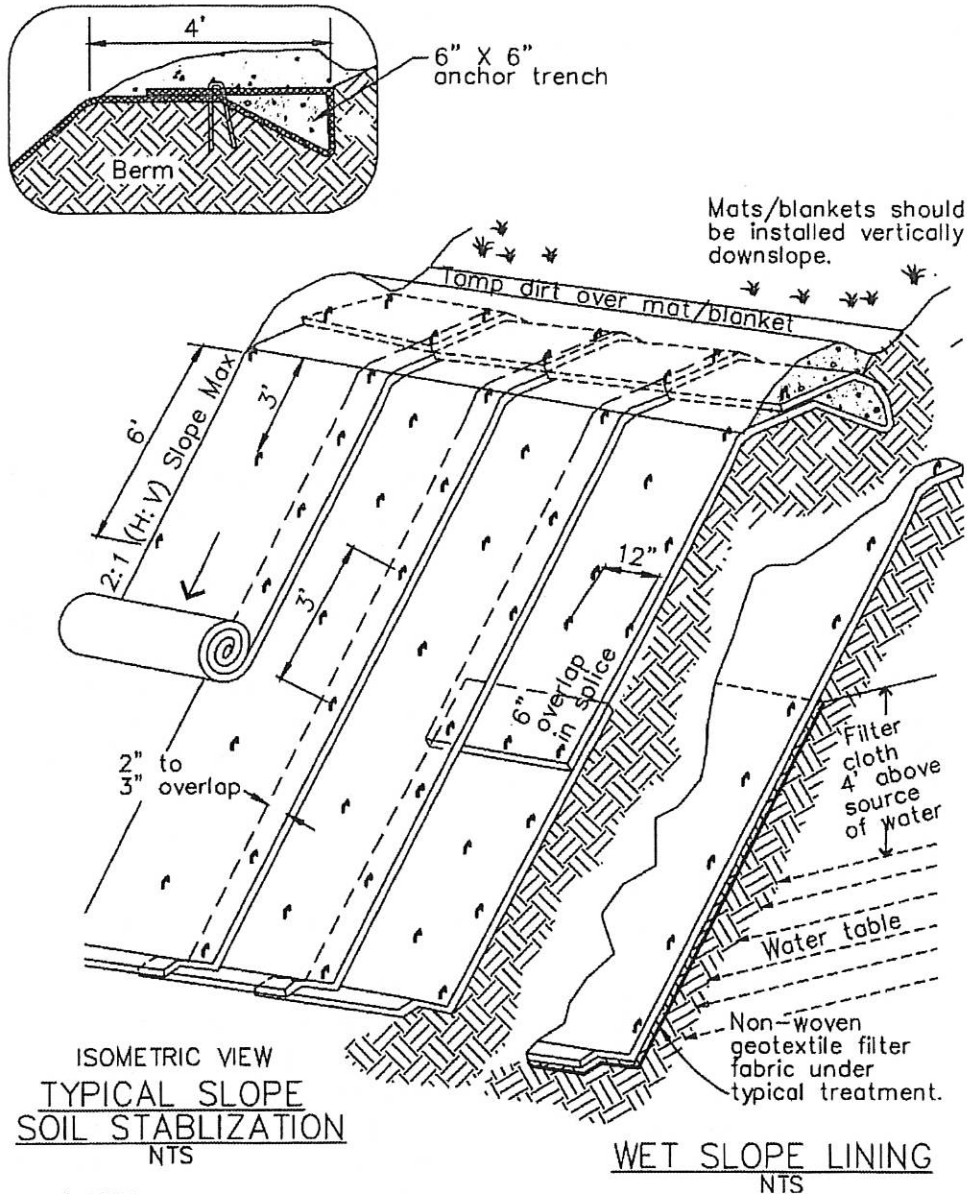 4'
6" X 6"
anchor trench
Berm
Mats/blankets should
be installed vertically
downslope.
Tamp dirt over mat/blanket
6'
2:1 (H:V) Slope Max
3'
3'
12"
6"
overlap
in splice
2" to
3" overlap
Filter
cloth
4' above
source
of water
Water table
Non-woven
geotextile filter
fabric under
typical treatment.
ISOMETRIC VIEW
TYPICAL SLOPE
SOIL STABLIZATION
NTS
WET SLOPE LINING
NTS